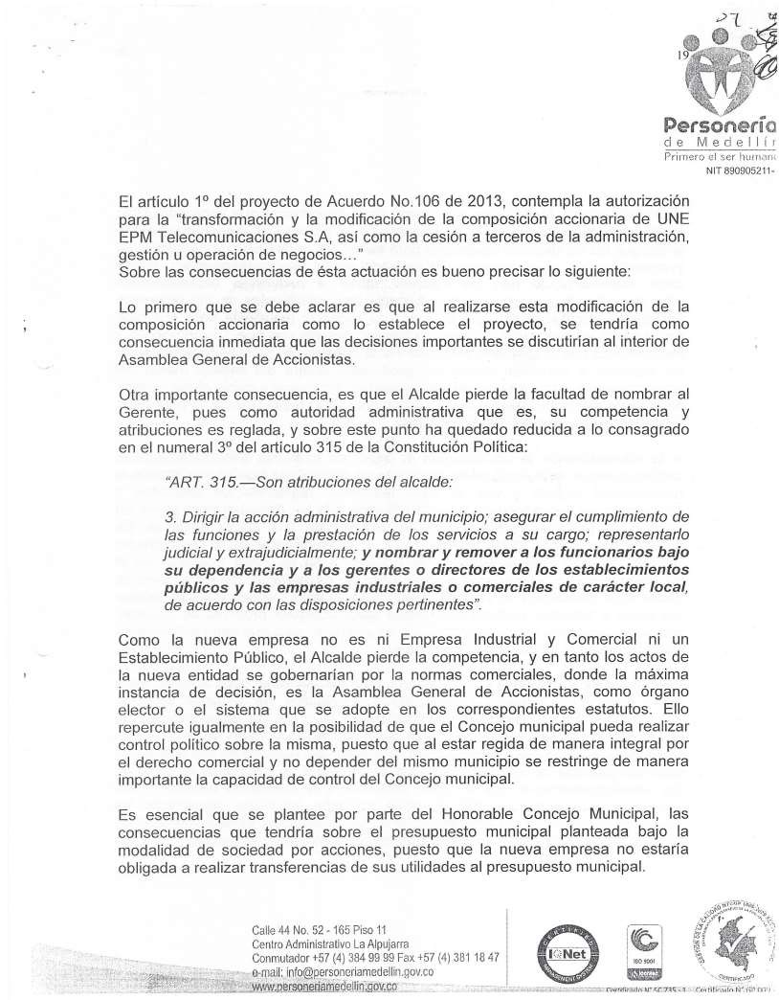 19
Personería
de Medellí
Primero el ser human
NIT 890905211-
El artículo 1º del proyecto de Acuerdo No.106 de 2013, contempla la autorización
para la “transformación y la modificación de la composición accionaria de UNE
EPM Telecomunicaciones S.A, así como la cesión a terceros de la administración,
gestión u operación de negocios...”
Sobre las consecuencias de ésta actuación es bueno precisar lo siguiente:
Lo primero que se debe aclarar es que al realizarse esta modificación de la
composición accionaria como lo establece el proyecto, se tendría como
consecuencia inmediata que las decisiones importantes se discutirían al interior de
Asamblea General de Accionistas.
Otra importante consecuencia, es que el Alcalde pierde la facultad de nombrar al
Gerente, pues como autoridad administrativa que es, su competencia y
atribuciones es reglada, y sobre este punto ha quedado reducida a lo consagrado
en el numeral 3º del artículo 315 de la Constitución Política:
“ART. 315.—Son atribuciones del alcalde:
3. Dirigir la acción administrativa del municipio; asegurar el cumplimiento de
las funciones y la prestación de los servicios a su cargo; representarlo
judicial y extrajudicialmente; y nombrar y remover a los funcionarios bajo
su dependencia y a los gerentes o directores de los establecimientos
públicos y las empresas industriales o comerciales de carácter local,
de acuerdo con las disposiciones pertinentes”.
Como la nueva empresa no es ni Empresa Industrial y Comercial ni un
Establecimiento Público, el Alcalde pierde la competencia, y en tanto los actos de
la nueva entidad se gobernarían por la normas comerciales, donde la máxima
instancia de decisión, es la Asamblea General de Accionistas, como órgano
elector o el sistema que se adopte en los correspondientes estatutos. Ello
repercute igualmente en la posibilidad de que el Concejo municipal pueda realizar
control político sobre la misma, puesto que al estar regida de manera integral por
el derecho comercial y no depender del mismo municipio se restringe de manera
importante la capacidad de control del Concejo municipal.
Es esencial que se plantee por parte del Honorable Concejo Municipal, las
consecuencias que tendría sobre el presupuesto municipal planteada bajo la
modalidad de sociedad por acciones, puesto que la nueva empresa no estaría
obligada a realizar transferencias de sus utilidades al presupuesto municipal.
Calle 44 No. 52 - 165 Piso 11
Centro Administrativo La Alpujarra
Conmutador +57 (4) 384 99 99 Fax +57 (4) 381 18 47
e-mail: info@personeriamedellin.gov.co
www.personeriamedellin.gov.co
CERTIFIED
IQNet
MANAGEMENT SYSTEM
ISO 9001
icontec
CERTIFICADO
Certificado N° SC 735 - 1